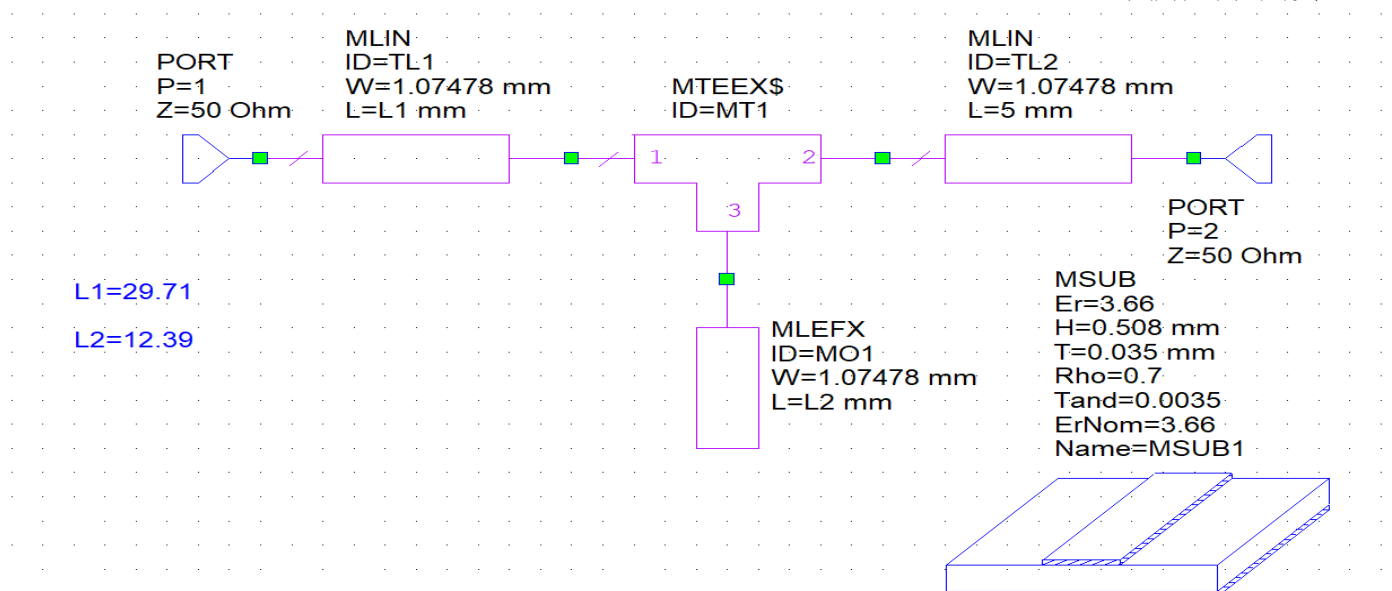 PORT
P=1
Z=50 Ohm
MLIN
ID=TL1
W=1.07478 mm
L=L1 mm
MTEEX$
ID=MT1
MLIN
ID=TL2
W=1.07478 mm
L=5 mm
1
2
3
PORT
P=2
Z=50 Ohm
L1=29.71
L2=12.39
MLEFX
ID=MO1
W=1.07478 mm
L=L2 mm
MSUB
Er=3.66
H=0.508 mm
T=0.035 mm
Rho=0.7
Tand=0.0035
ErNom=3.66
Name=MSUB1